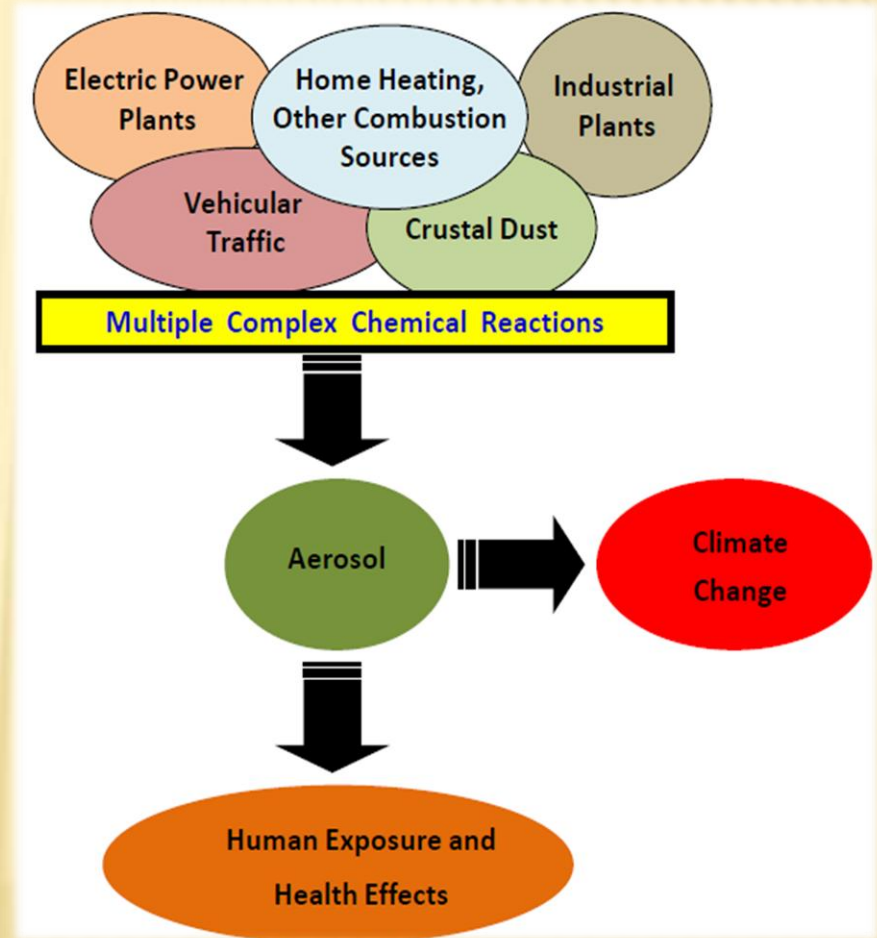 Electric Power
Plants
Home Heating,
Other Combustion
Sources
Industrial
Plants
Vehicular
Traffic
Crustal Dust
Multiple Complex Chemical Reactions
Aerosol
Climate
Change
Human Exposure and
Health Effects